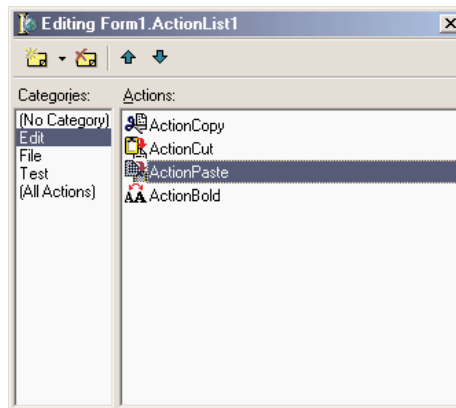 Editing Form1.ActionList1
Categories:
Actions:
(No Category)
Edit
File
Test
(All Actions)
ActionCopy
ActionCut
ActionPaste
ActionBold